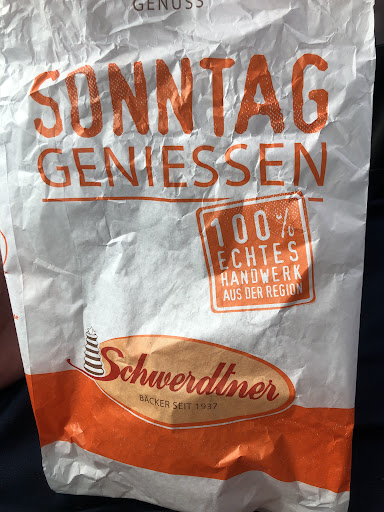 GENUSS
SONNTAG
GENIESSEN
100%
ECHTES
HANDWERK
AUS DER REGION
Schwerdtner
BÄCKER SEIT 1937